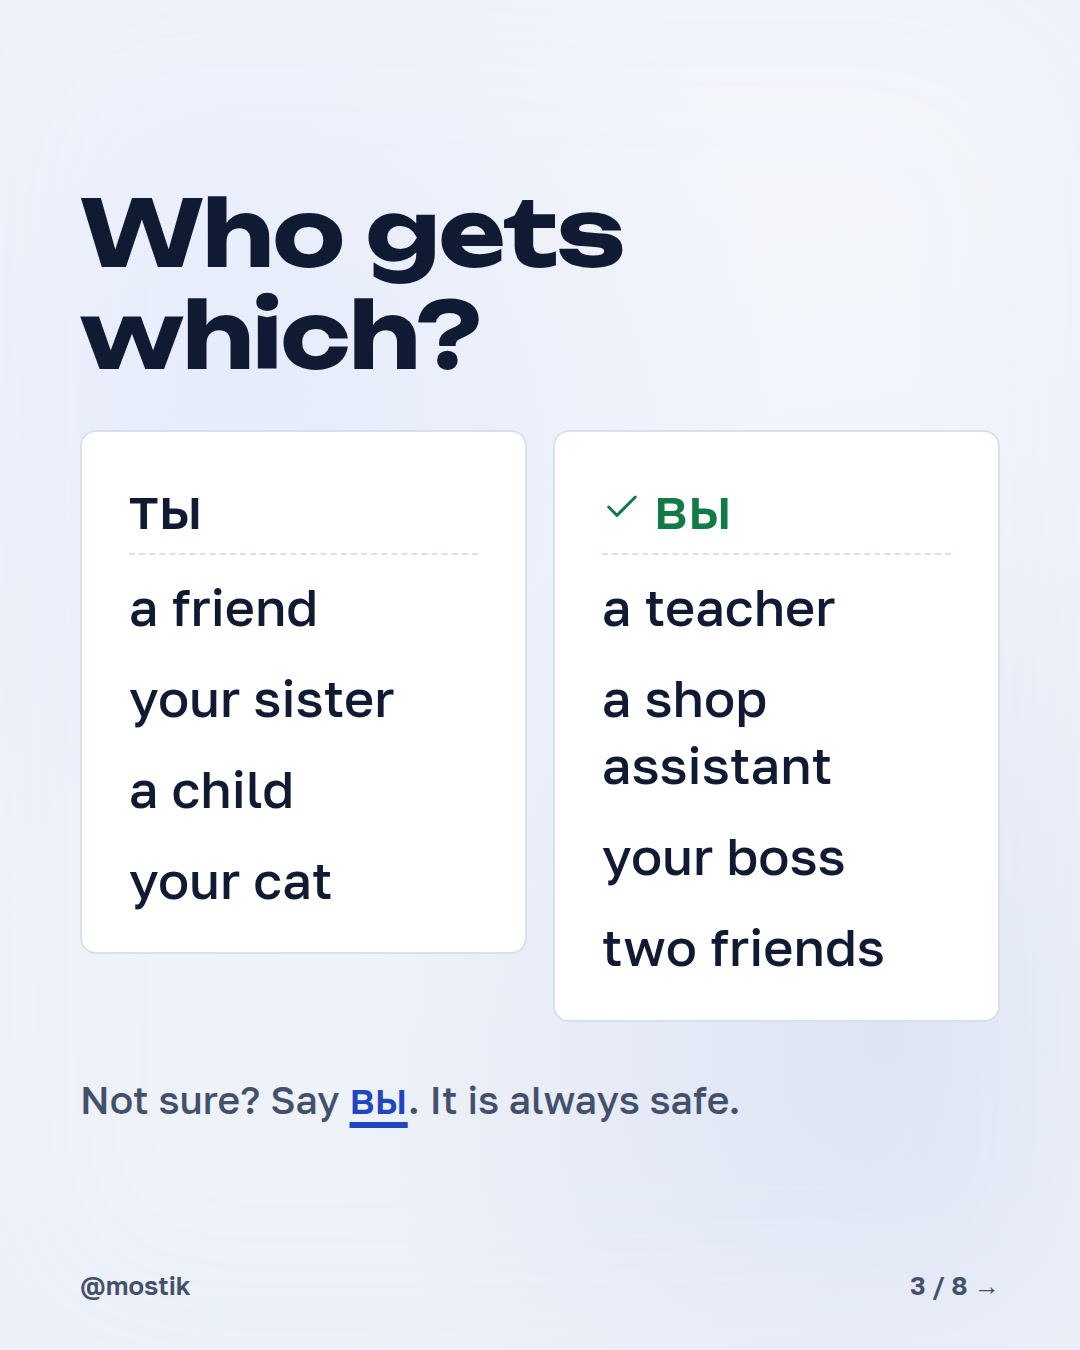 Who gets
which?
ты
a friend
your sister
a child
your cat
✓ вы
a teacher
a shop
assistant
your boss
two friends
Not sure? Say вы. It is always safe.
@mostik
3 / 8 →